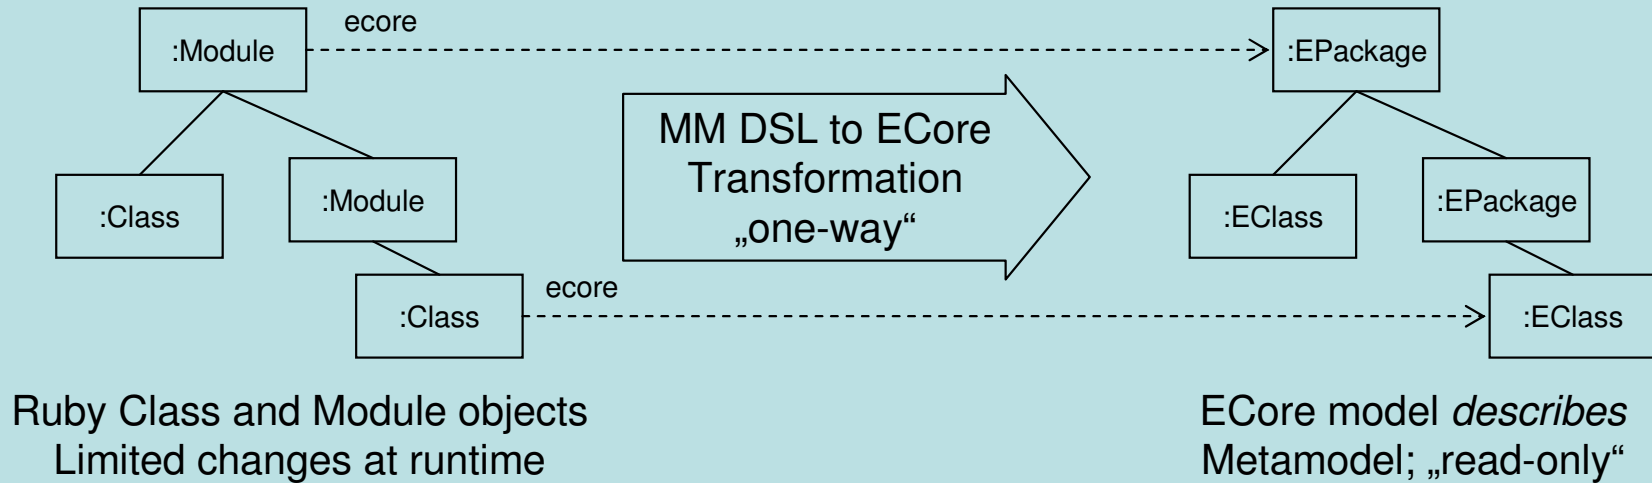 ecore
:Module
:EPackage
MM DSL to ECore
Transformation
„one-way“
:Class
:Module
:EClass
:EPackage
ecore
:Class
:EClass
Ruby Class and Module objects
Limited changes at runtime
ECore model describes
Metamodel; „read-only“